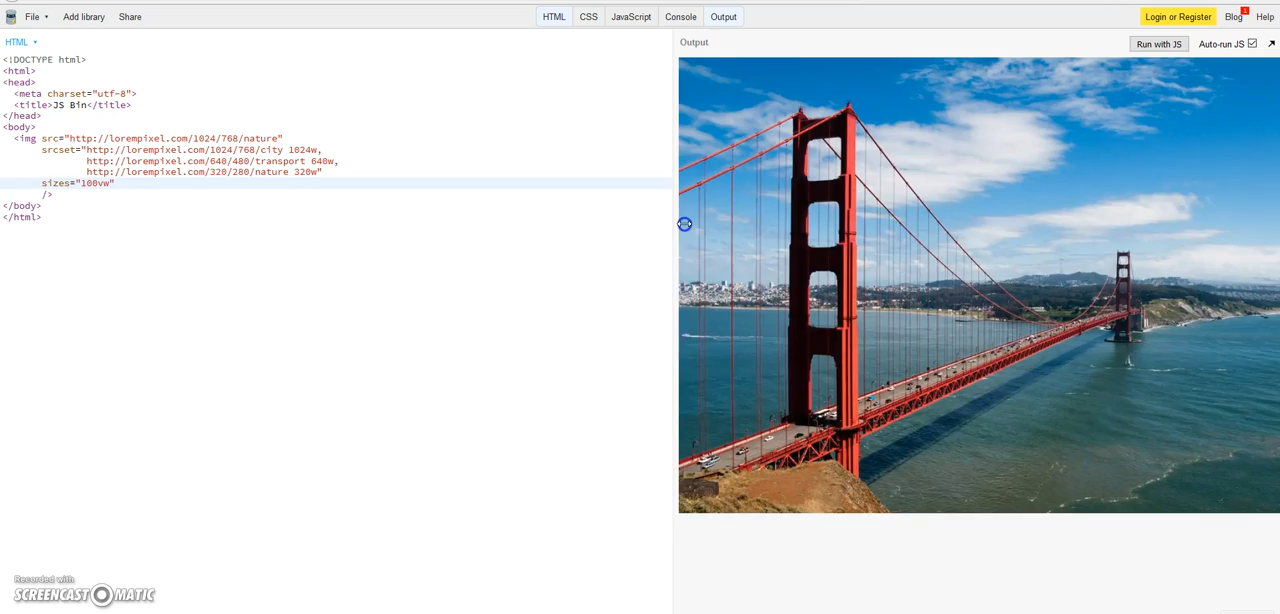 File ▾ Add library Share HTML CSS JavaScript Console Output Login or Register Blog 1 Help
HTML ▾
Output Run with JS Auto-run JS
<!DOCTYPE html>
<html>
<head>
<meta charset="utf-8">
<title>JS Bin</title>
</head>
<body>
<img src="http://lorempixel.com/1024/768/nature"
srcset="http://lorempixel.com/1024/768/city 1024w,
http://lorempixel.com/640/480/transport 640w,
http://lorempixel.com/320/280/nature 320w"
sizes="100vw"
/>
</body>
</html>
Recorded with
SCREENCAST O MATIC